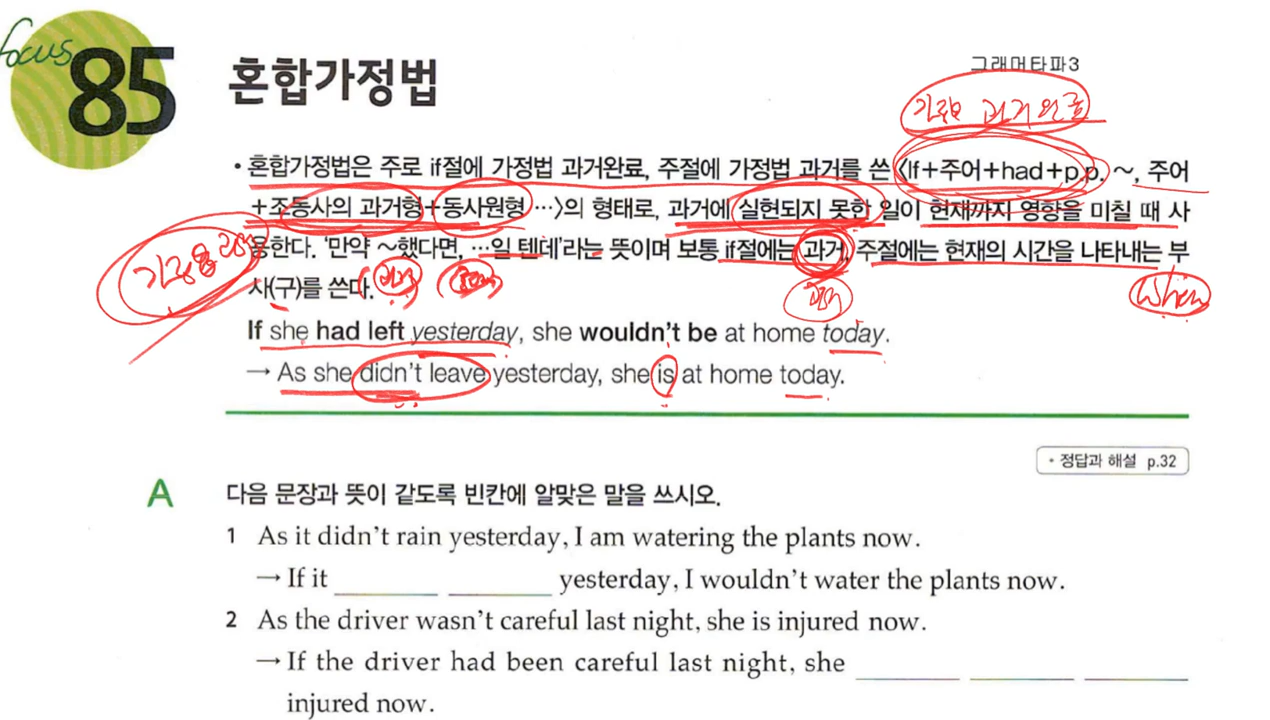 focus
85
혼합가정법
그래머타파3
가정법 과거완료
• 혼합가정법은 주로 if절에 가정법 과거완료, 주절에 가정법 과거를 쓴 〈If+주어+had+p.p. ~, 주어
+조동사의 과거형+동사원형 …〉의 형태로, 과거에 실현되지 못한 일이 현재까지 영향을 미칠 때 사
용한다. '만약 ~했다면, …일 텐데'라는 뜻이며 보통 if절에는 과거, 주절에는 현재의 시간을 나타내는 부
사(구)를 쓴다.
If she had left yesterday, she wouldn't be at home today.
→ As she didn't leave yesterday, she is at home today.
• 정답과 해설 p.32
A 다음 문장과 뜻이 같도록 빈칸에 알맞은 말을 쓰시오.
1 As it didn't rain yesterday, I am watering the plants now.
→ If it ________ ________ yesterday, I wouldn't water the plants now.
2 As the driver wasn't careful last night, she is injured now.
→ If the driver had been careful last night, she ________ ________ ________
injured now.